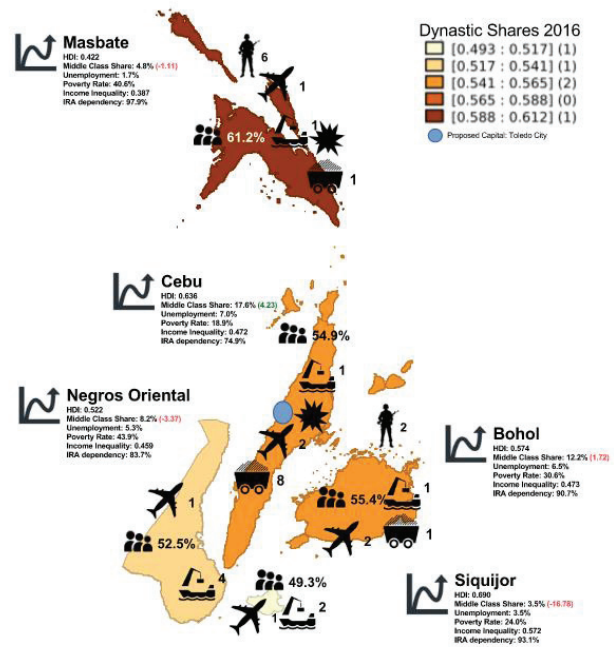 Dynastic Shares 2016
[0.493 : 0.517] (1)
[0.517 : 0.541] (1)
[0.541 : 0.565] (2)
[0.565 : 0.588] (0)
[0.588 : 0.612] (1)
Proposed Capital: Toledo City
Masbate
HDI: 0.422
Middle Class Share: 4.8% (-1.11)
Unemployment: 1.7%
Poverty Rate: 40.6%
Income Inequality: 0.387
IRA dependency: 97.9%
6
1
61.2%
1
1
Cebu
HDI: 0.636
Middle Class Share: 17.6% (4.23)
Unemployment: 7.0%
Poverty Rate: 18.9%
Income Inequality: 0.472
IRA dependency: 74.9%
54.9%
1
2
8
Negros Oriental
HDI: 0.522
Middle Class Share: 8.2% (-3.37)
Unemployment: 5.3%
Poverty Rate: 43.9%
Income Inequality: 0.459
IRA dependency: 83.7%
1
52.5%
4
2
Bohol
HDI: 0.574
Middle Class Share: 12.2% (1.72)
Unemployment: 6.5%
Poverty Rate: 30.6%
Income Inequality: 0.473
IRA dependency: 90.7%
55.4%
1
2
1
49.3%
1
2
Siquijor
HDI: 0.690
Middle Class Share: 3.5% (-16.78)
Unemployment: 3.5%
Poverty Rate: 24.0%
Income Inequality: 0.572
IRA dependency: 93.1%